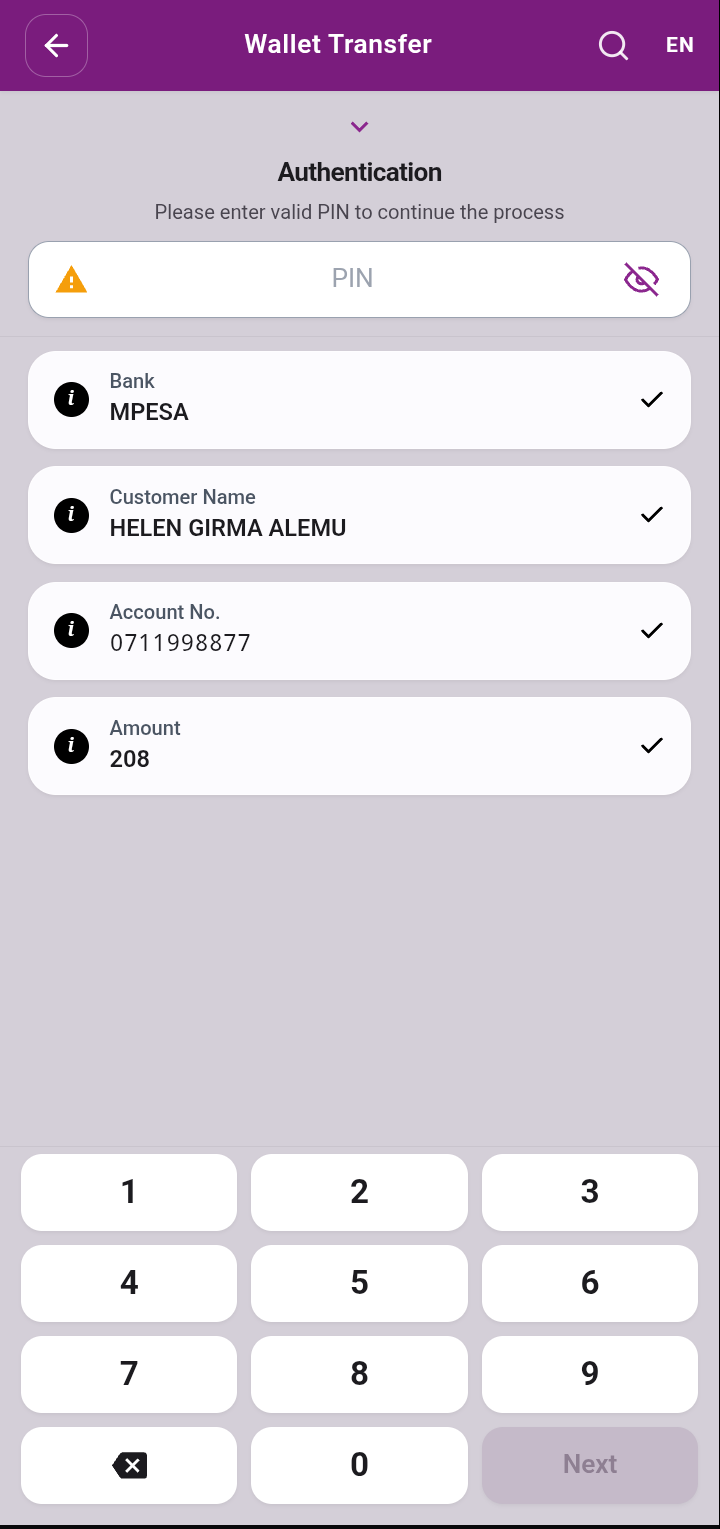 Wallet Transfer
EN
Authentication
Please enter valid PIN to continue the process
PIN
Bank
MPESA
Customer Name
HELEN GIRMA ALEMU
Account No.
0711998877
Amount
208
1 2 3
4 5 6
7 8 9
0 Next